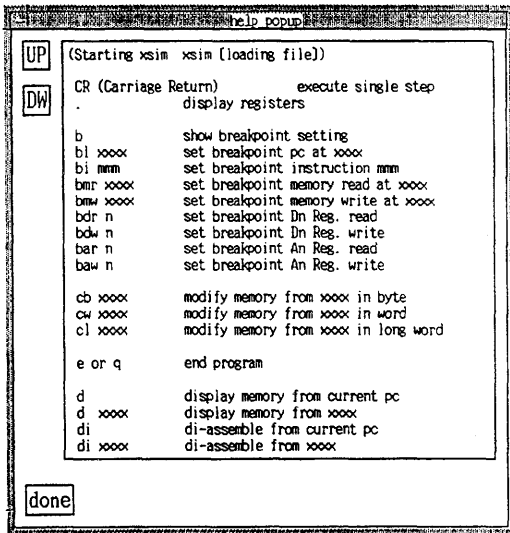 help popup
UP
DW
(Starting xsim xsim [loading file])
CR (Carriage Return) execute single step
. display registers
b show breakpoint setting
bl xxxx set breakpoint pc at xxxx
bi mmm set breakpoint instruction mmm
bmr xxxx set breakpoint memory read at xxxx
bmw xxxx set breakpoint memory write at xxxx
bdr n set breakpoint Dn Reg. read
bdw n set breakpoint Dn Reg. write
bar n set breakpoint An Reg. read
baw n set breakpoint An Reg. write
cb xxxx modify memory from xxxx in byte
cw xxxx modify memory from xxxx in word
cl xxxx modify memory from xxxx in long word
e or q end program
d display memory from current pc
d xxxx display memory from xxxx
di di-assemble from current pc
di xxxx di-assemble from xxxx
done